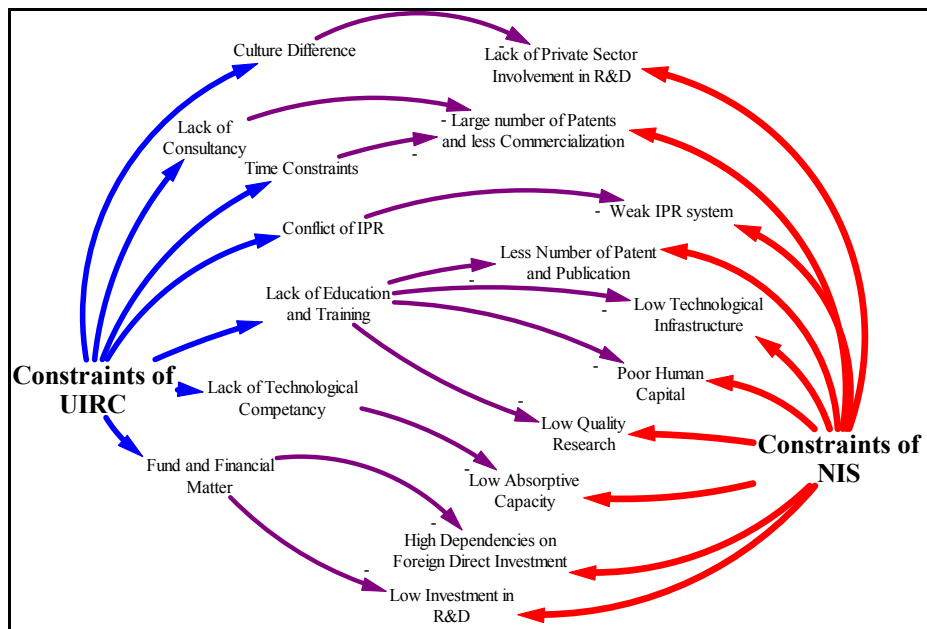 Culture Difference
Lack of Private Sector
Involvement in R&D
Lack of
Consultancy
- Large number of Patents
and less Commercialization
Time Constraints
-
Conflict of IPR
- Weak IPR system
Less Number of Patent
and Publication
-
Lack of Education
and Training
- Low Technological
Infrastructure
Constraints of
UIRC
- Poor Human
Capital
Lack of Technological
Competency
-
Low Quality
Research
Constraints of
NIS
Fund and Financial
Matter
-
Low Absorptive
Capacity
-
High Dependencies on
Foreign Direct Investment
-
Low Investment in
R&D